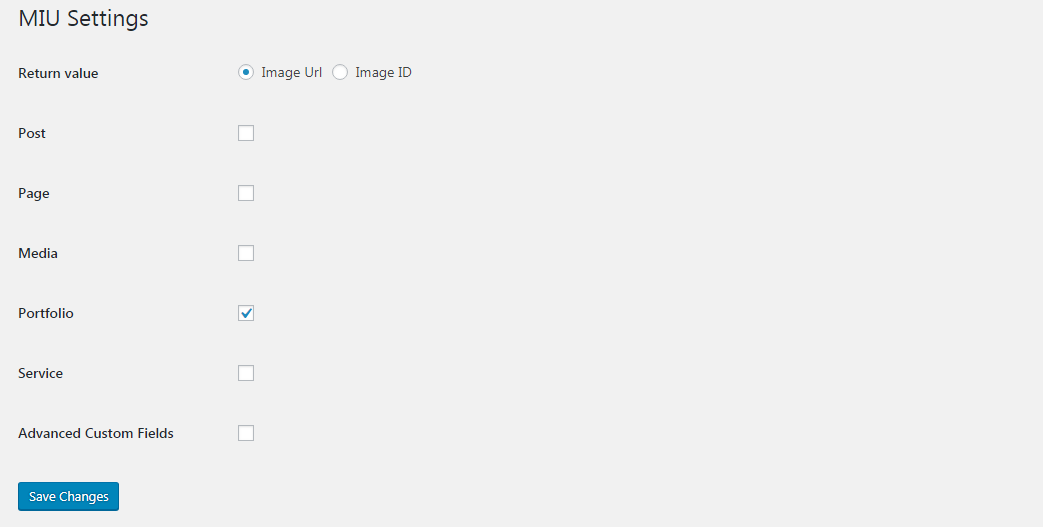 MIU Settings
Return value Image Url Image ID
Post
Page
Media
Portfolio
Service
Advanced Custom Fields
Save Changes